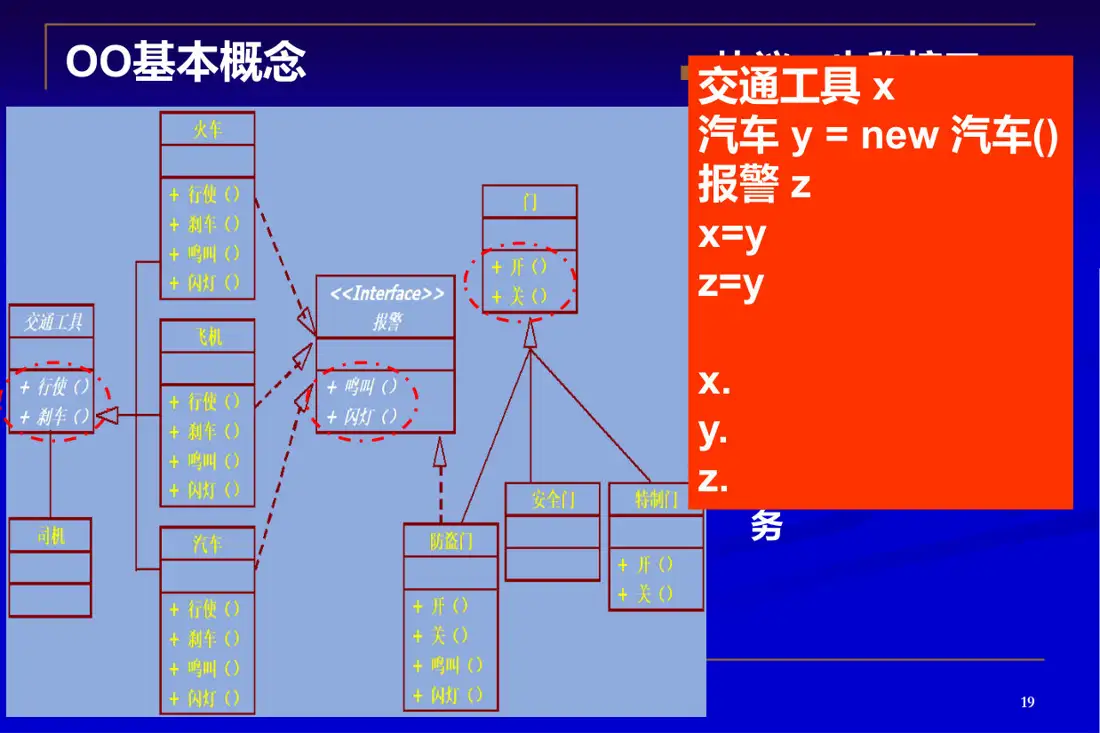 OO基本概念
交通工具 x
汽车 y = new 汽车()
报警 z
x=y
z=y
x.
y.
z.
务
火车
+ 行使 ()
+ 刹车 ()
+ 鸣叫 ()
+ 闪灯 ()
门
+ 开 ()
+ 关 ()
<<Interface>>
报警
+ 鸣叫 ()
+ 闪灯 ()
交通工具
+ 行使 ()
+ 刹车 ()
飞机
+ 行使 ()
+ 刹车 ()
+ 鸣叫 ()
+ 闪灯 ()
司机
汽车
+ 行使 ()
+ 刹车 ()
+ 鸣叫 ()
+ 闪灯 ()
防盗门
+ 开 ()
+ 关 ()
+ 鸣叫 ()
+ 闪灯 ()
安全门
特制门
+ 开 ()
+ 关 ()
19